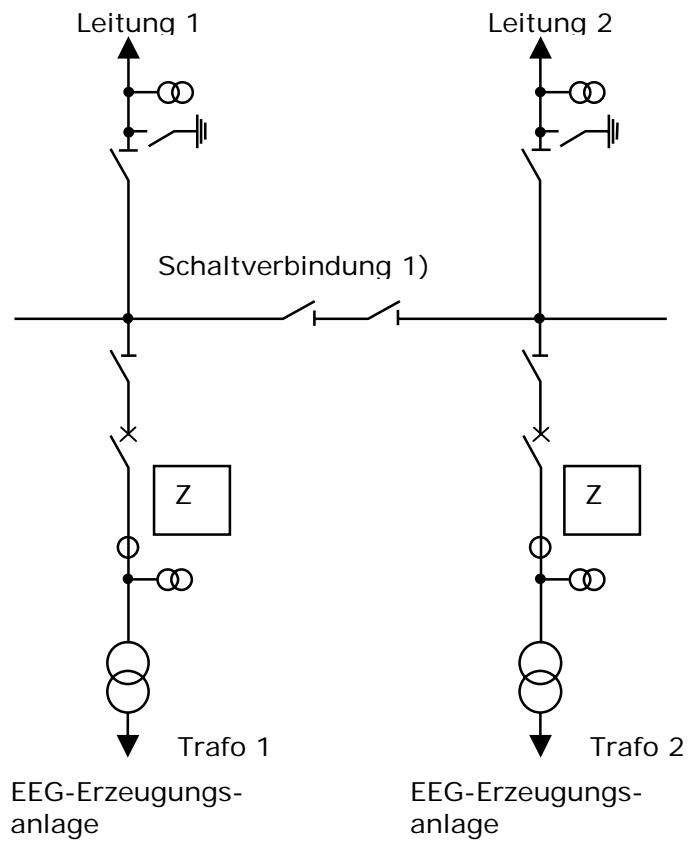 Leitung 1
Leitung 2
Schaltverbindung 1)
Z
Z
Trafo 1
Trafo 2
EEG-Erzeugungs-
anlage
EEG-Erzeugungs-
anlage